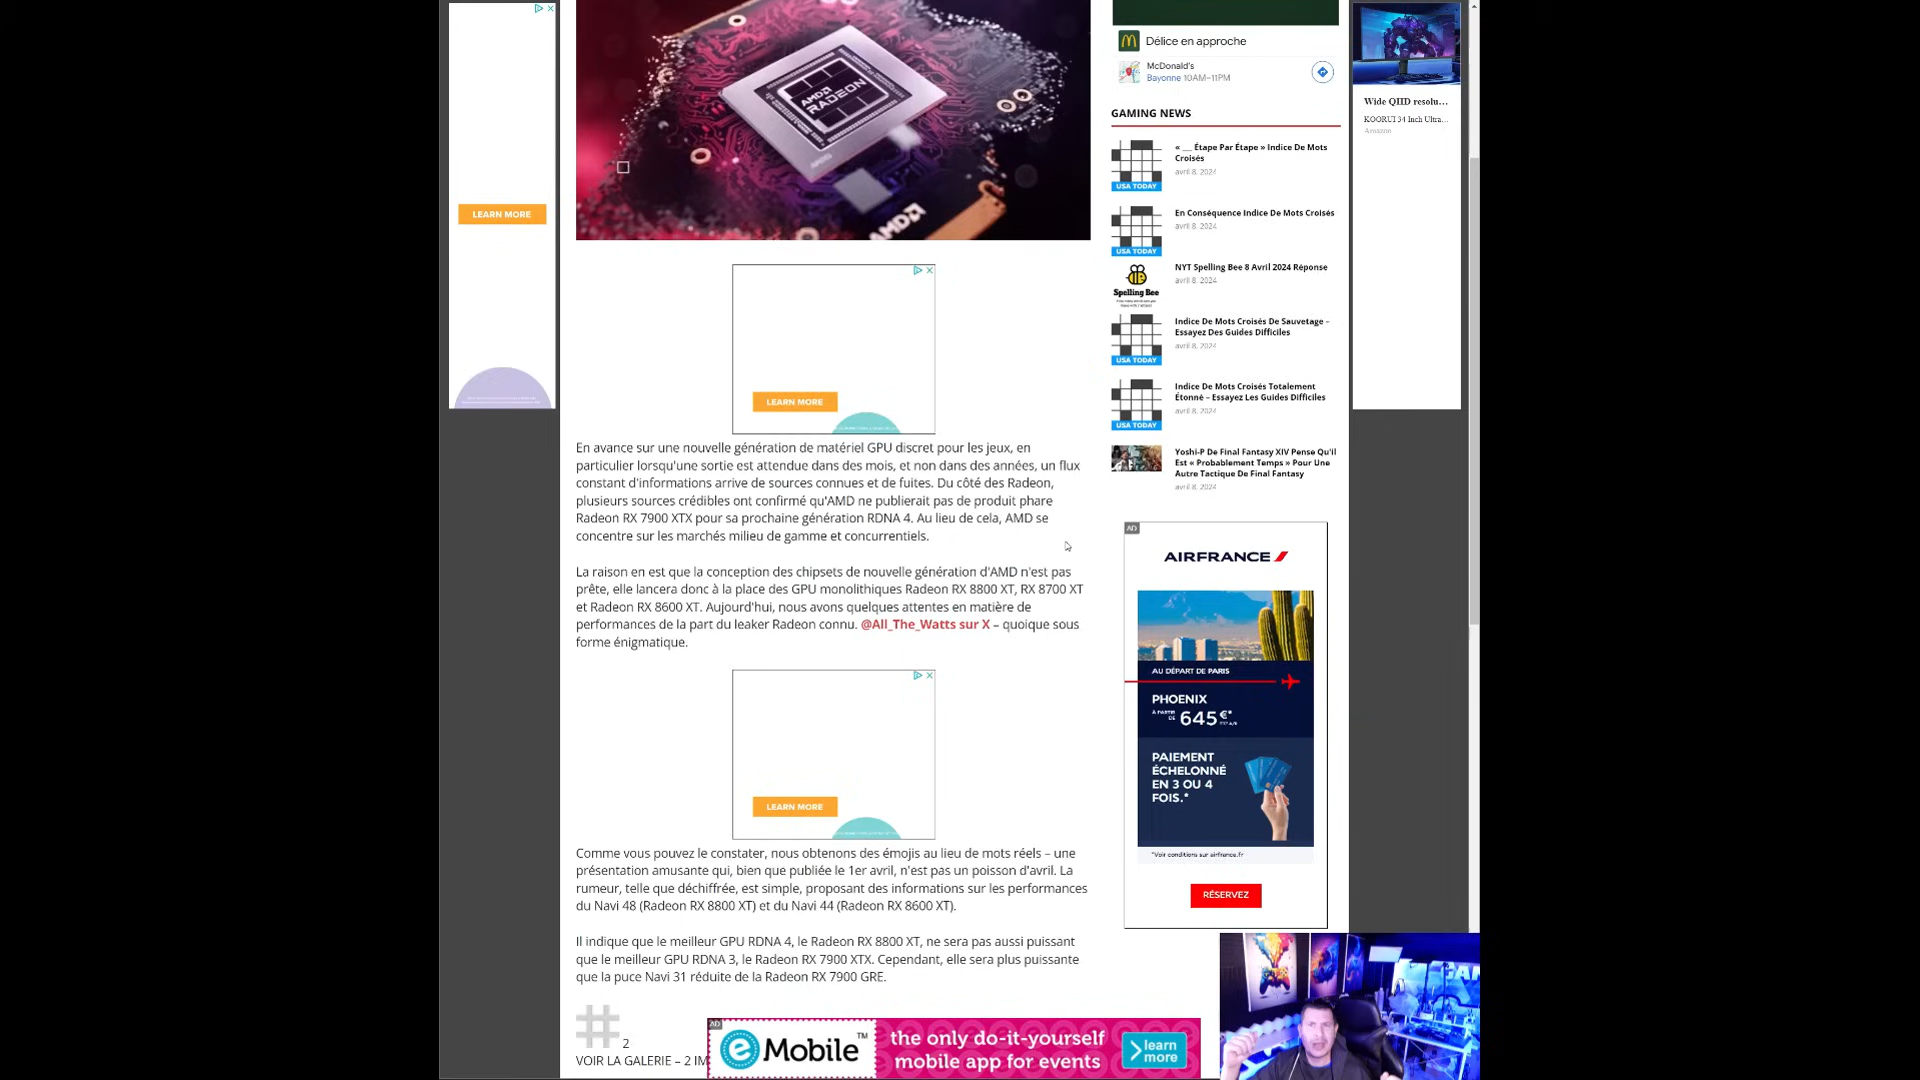 AMD
RADEON
AMD
LEARN MORE
LEARN MORE
En avance sur une nouvelle génération de matériel GPU discret pour les jeux, en
particulier lorsqu'une sortie est attendue dans des mois, et non dans des années, un flux
constant d'informations arrive de sources connues et de fuites. Du côté des Radeon,
plusieurs sources crédibles ont confirmé qu'AMD ne publierait pas de produit phare
Radeon RX 7900 XTX pour sa prochaine génération RDNA 4. Au lieu de cela, AMD se
concentre sur les marchés milieu de gamme et concurrentiels.
La raison en est que la conception des chipsets de nouvelle génération d'AMD n'est pas
prête, elle lancera donc à la place des GPU monolithiques Radeon RX 8800 XT, RX 8700 XT
et Radeon RX 8600 XT. Aujourd'hui, nous avons quelques attentes en matière de
performances de la part du leaker Radeon connu. @All_The_Watts sur X – quoique sous
forme énigmatique.
LEARN MORE
Comme vous pouvez le constater, nous obtenons des émojis au lieu de mots réels – une
présentation amusante qui, bien que publiée le 1er avril, n'est pas un poisson d'avril. La
rumeur, telle que déchiffrée, est simple, proposant des informations sur les performances
du Navi 48 (Radeon RX 8800 XT) et du Navi 44 (Radeon RX 8600 XT).
Il indique que le meilleur GPU RDNA 4, le Radeon RX 8800 XT, ne sera pas aussi puissant
que le meilleur GPU RDNA 3, le Radeon RX 7900 XTX. Cependant, elle sera plus puissante
que la puce Navi 31 réduite de la Radeon RX 7900 GRE.
2
VOIR LA GALERIE – 2 IM
AD
eMobile™
the only do-it-yourself
mobile app for events
learn
more
Délice en approche
McDonald's
Bayonne 10AM–11PM
GAMING NEWS
« __ Étape Par Étape » Indice De Mots
Croisés
avril 8, 2024
USA TODAY
En Conséquence Indice De Mots Croisés
avril 8, 2024
USA TODAY
NYT Spelling Bee 8 Avril 2024 Réponse
avril 8, 2024
Spelling Bee
Indice De Mots Croisés De Sauvetage –
Essayez Des Guides Difficiles
avril 8, 2024
USA TODAY
Indice De Mots Croisés Totalement
Étonné – Essayez Les Guides Difficiles
avril 8, 2024
USA TODAY
Yoshi-P De Final Fantasy XIV Pense Qu'il
Est « Probablement Temps » Pour Une
Autre Tactique De Final Fantasy
avril 8, 2024
AD
AIRFRANCE
AU DÉPART DE PARIS
PHOENIX
À PARTIR
DE 645€*
TTC A/R
PAIEMENT
ÉCHELONNÉ
EN 3 OU 4
FOIS.*
*Voir conditions sur airfrance.fr
RÉSERVEZ
Wide QHD resolu...
KOORUI 34 Inch Ultra...
Amazon